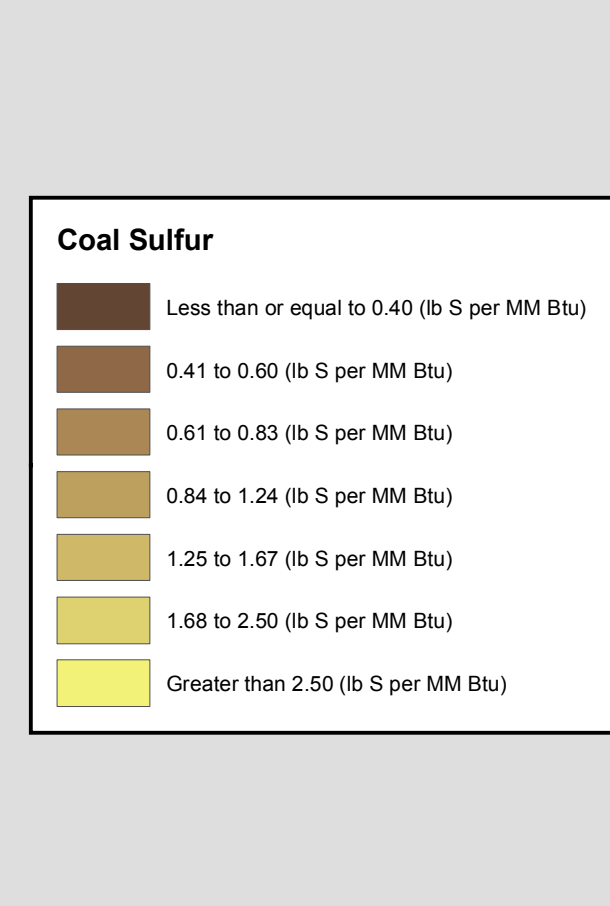 Coal Sulfur
Less than or equal to 0.40 (lb S per MM Btu)
0.41 to 0.60 (lb S per MM Btu)
0.61 to 0.83 (lb S per MM Btu)
0.84 to 1.24 (lb S per MM Btu)
1.25 to 1.67 (lb S per MM Btu)
1.68 to 2.50 (lb S per MM Btu)
Greater than 2.50 (lb S per MM Btu)